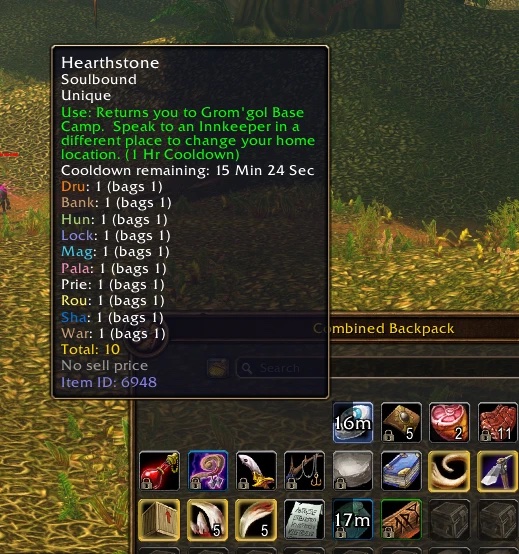 Hearthstone
Soulbound
Unique
Use: Returns you to Grom'gol Base
Camp. Speak to an Innkeeper in a
different place to change your home
location. (1 Hr Cooldown)
Cooldown remaining: 15 Min 24 Sec
Dru: 1 (bags 1)
Bank: 1 (bags 1)
Hun: 1 (bags 1)
Lock: 1 (bags 1)
Mag: 1 (bags 1)
Pala: 1 (bags 1)
Prie: 1 (bags 1)
Rou: 1 (bags 1)
Sha: 1 (bags 1)
War: 1 (bags 1)
Total: 10
No sell price
Item ID: 6948
Combined Backpack
Search
16m
5
2
11
5
5
17m